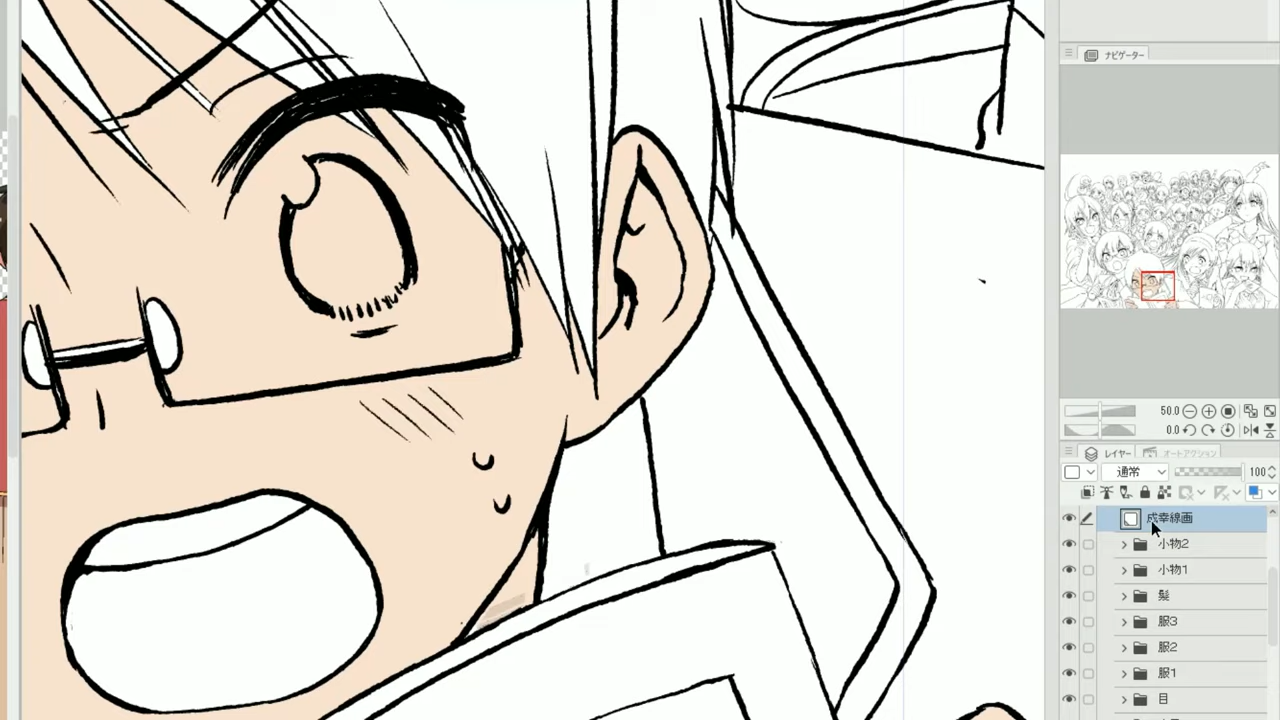 ナビゲーター
50.0
0.0
レイヤー オートアクション
通常 100
成幸線画
小物2
小物1
髪
服3
服2
服1
目